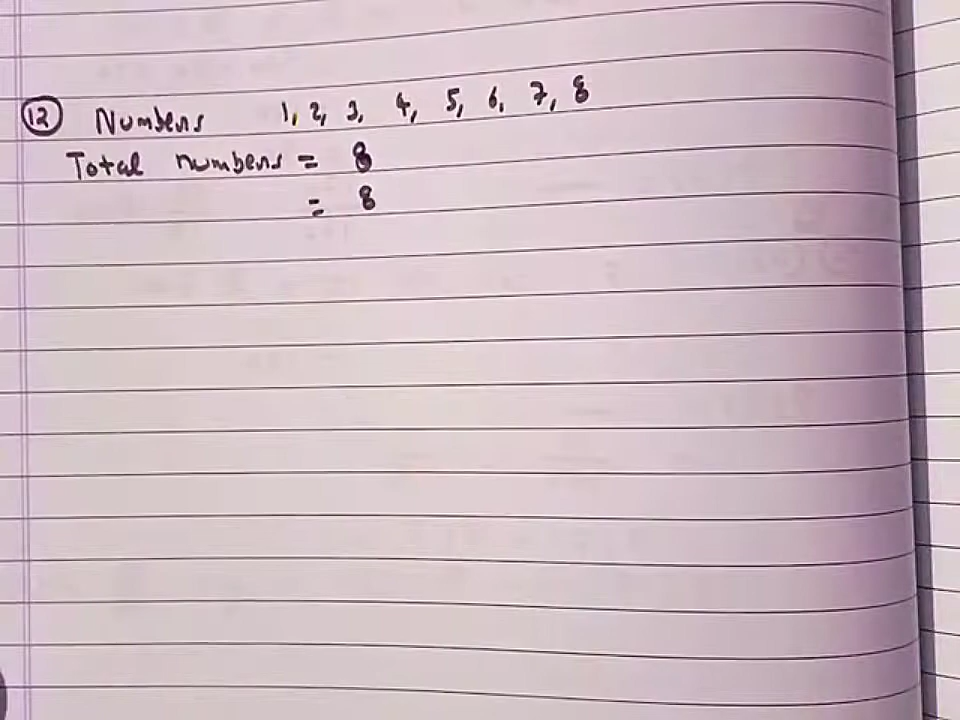 12 Numbers 1, 2, 3, 4, 5, 6, 7, 8
Total numbers = 8
= 8